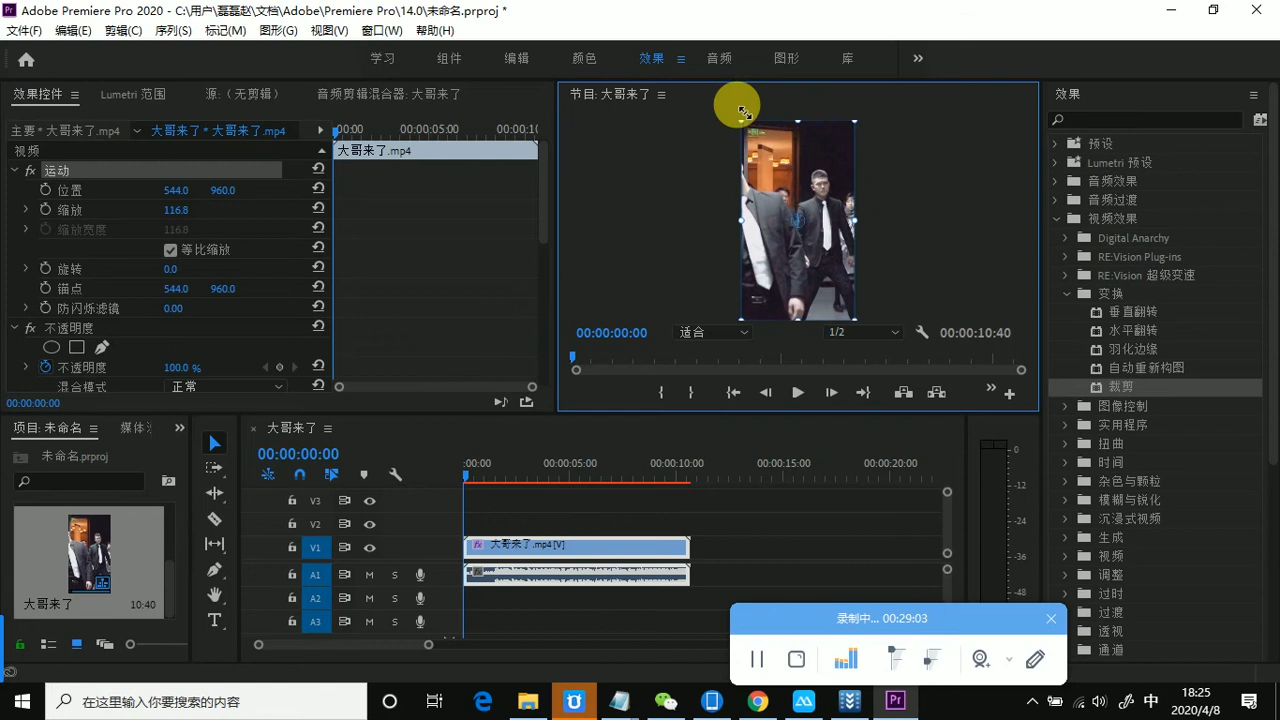 Adobe Premiere Pro 2020 - C:\用户\磊磊赵\文档\Adobe\Premiere Pro\14.0\未命名.prproj *
文件(F) 编辑(E) 剪辑(C) 序列(S) 标记(M) 图形(G) 视图(V) 窗口(W) 帮助(H)
学习 组件 编辑 颜色 效果 音频 图形 库
效果控件 Lumetri 范围 源:（无剪辑） 音频剪辑混合器: 大哥来了
主要 * 大哥来了.mp4 大哥来了 * 大哥来了.mp4
:00:00 00:00:05:00 00:00:10
视频
大哥来了.mp4
fx 运动
位置 544.0 960.0
缩放 116.8
缩放宽度 116.8
等比缩放
旋转 0.0
锚点 544.0 960.0
防闪烁滤镜 0.00
fx 不透明度
不透明度 100.0 %
混合模式 正常
00:00:00:00
节目: 大哥来了
00:00:00:00 适合 1/2 00:00:10:40
效果
预设
Lumetri 预设
音频效果
音频过渡
视频效果
Digital Anarchy
RE:Vision Plug-ins
RE:Vision 超级变速
变换
垂直翻转
水平翻转
羽化边缘
自动重新构图
裁剪
图像控制
实用程序
扭曲
时间
杂色与颗粒
模糊与锐化
沉浸式视频
生成
视频
调整
过时
过渡
透视
通道
项目: 未命名
未命名.prproj
大哥来了 10:40
大哥来了
00:00:00:00
:00:00 00:00:05:00 00:00:10:00 00:00:15:00 00:00:20:00
V3
V2
V1 fx 大哥来了.mp4 [V]
A1 M S
A2 M S
A3 M S
0
-12
-24
-36
-48
录制中... 00:29:03
在这里输入你要搜索的内容
中
18:25
2020/4/8